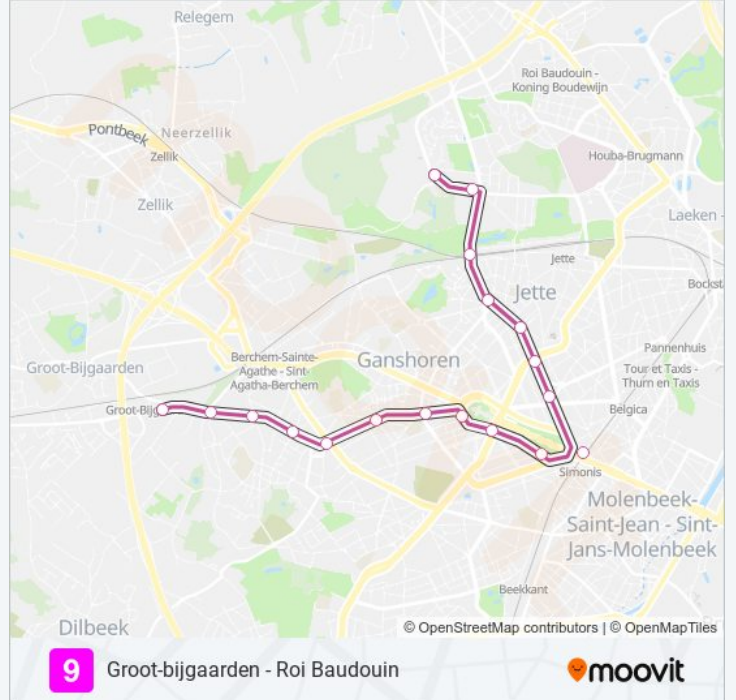 Relegem
Roi Baudouin -
Koning Boudewijn
Pontbeek
Neerzellik
Zellik
Houba-Brugmann
Zellik
Laeken -
Jette
Bockst
Jette
Pannenhuis
Berchem-Sainte-
Agathe - Sint-
Agatha-Berchem
Ganshoren
Groot-Bijgaarden
Tour et Taxis -
Thurn en Taxis
Groot-Bijg
Belgica
Simonis
Molenbeek-
Saint-Jean - Sint-
Jans-Molenbeek
Beekkant
Dilbeek
© OpenStreetMap contributors | © OpenMapTiles
9 Groot-bijgaarden - Roi Baudouin
moovit